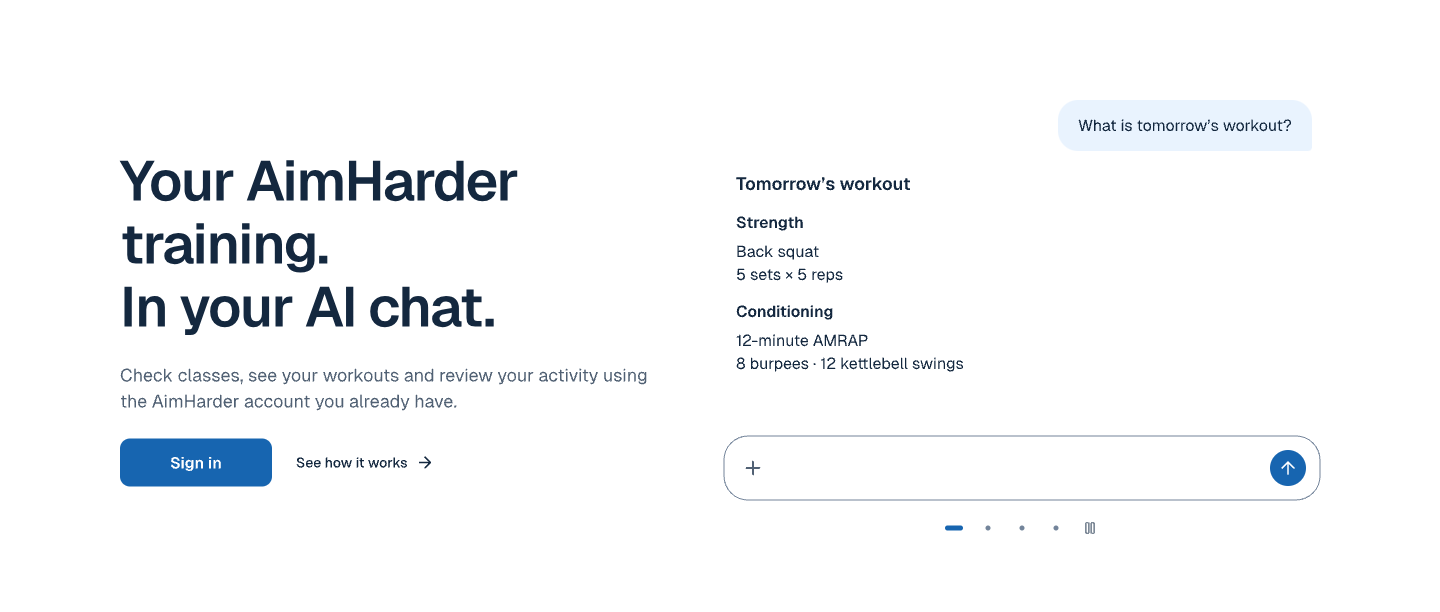 Your AimHarder
training.
In your AI chat.
Check classes, see your workouts and review your activity using
the AimHarder account you already have.
Sign in
See how it works
What is tomorrow’s workout?
Tomorrow’s workout
Strength
Back squat
5 sets × 5 reps
Conditioning
12-minute AMRAP
8 burpees · 12 kettlebell swings